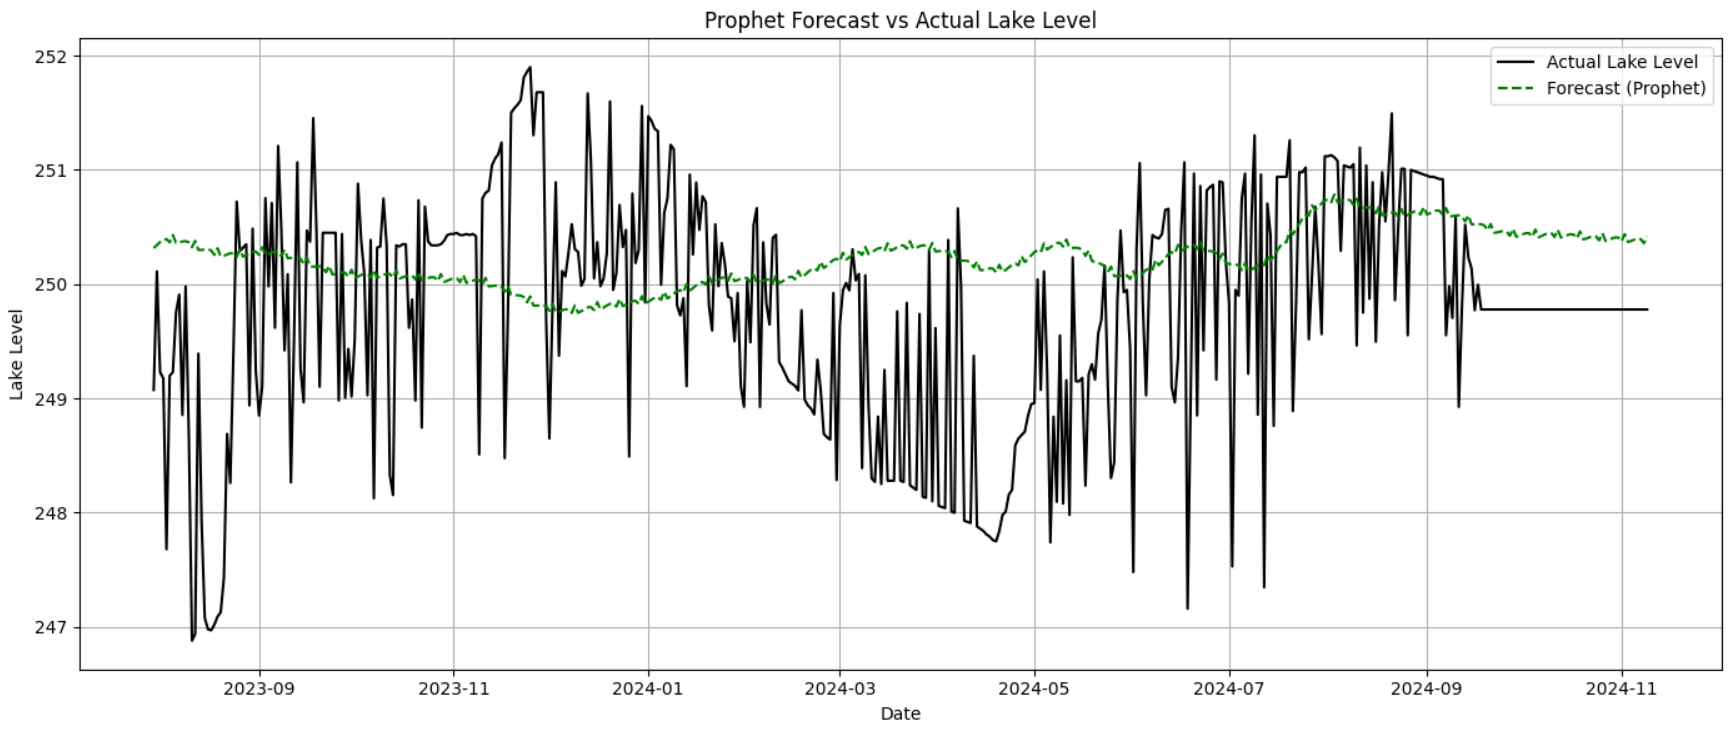 Prophet Forecast vs Actual Lake Level
Actual Lake Level
Forecast (Prophet)
Lake Level
252
251
250
249
248
247
2023-09
2023-11
2024-01
2024-03
2024-05
2024-07
2024-09
2024-11
Date